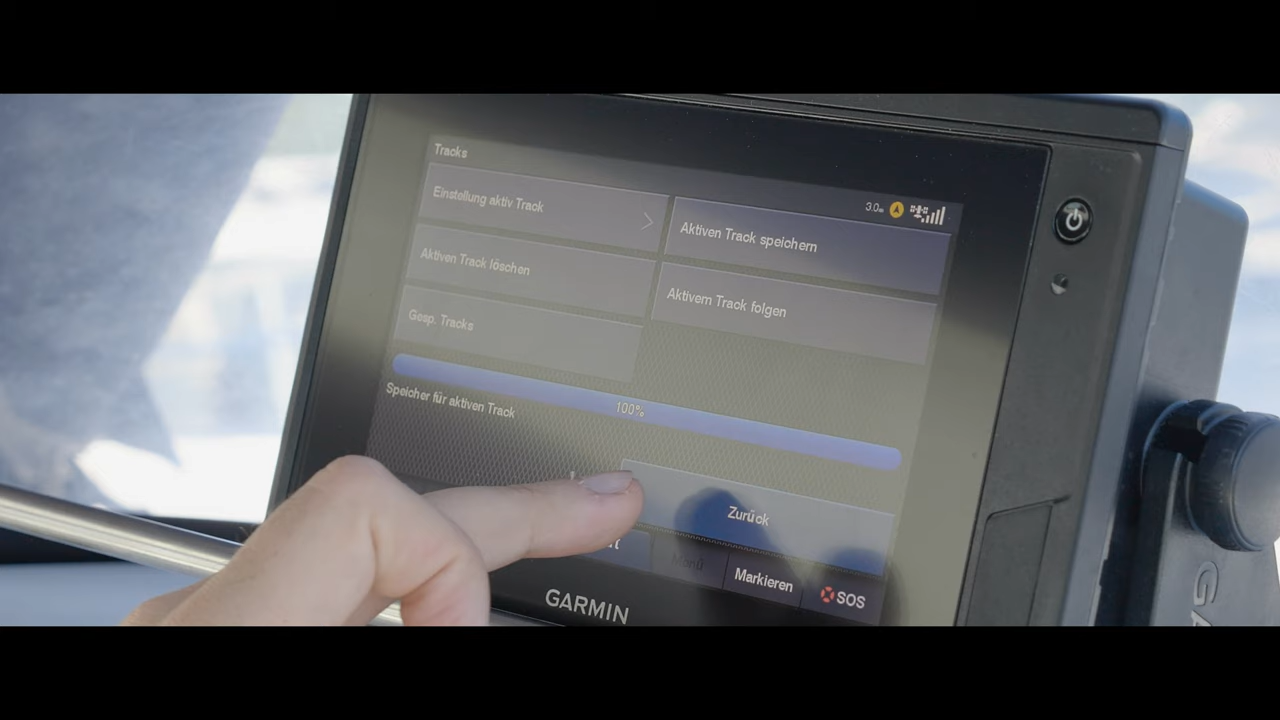 Tracks
3.0m
Einstellung aktiv Track
Aktiven Track speichern
Aktiven Track löschen
Aktivem Track folgen
Gesp. Tracks
100%
Speicher für aktiven Track
Zurück
Menü
Markieren
SOS
GARMIN